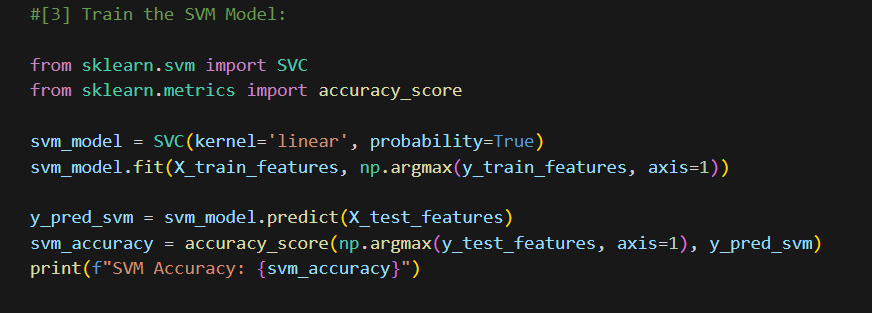 #[3] Train the SVM Model:
from sklearn.svm import SVC
from sklearn.metrics import accuracy_score
svm_model = SVC(kernel='linear', probability=True)
svm_model.fit(X_train_features, np.argmax(y_train_features, axis=1))
y_pred_svm = svm_model.predict(X_test_features)
svm_accuracy = accuracy_score(np.argmax(y_test_features, axis=1), y_pred_svm)
print(f"SVM Accuracy: {svm_accuracy}")